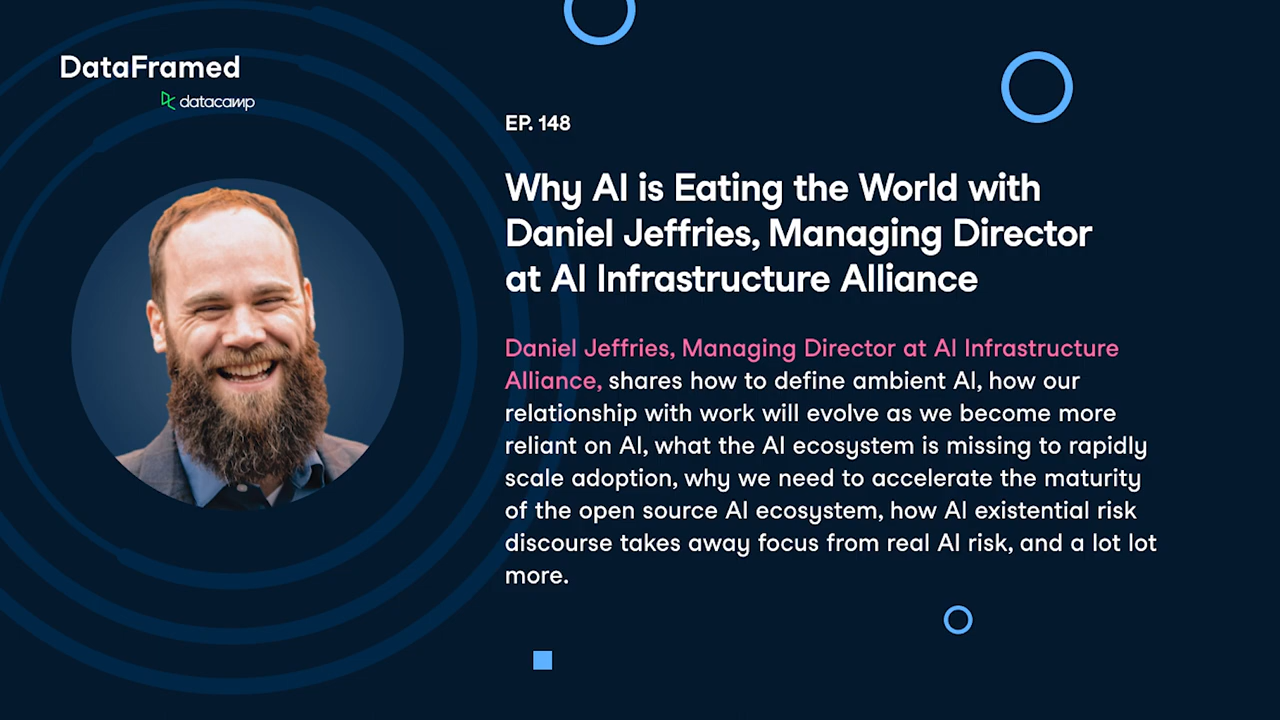 DataFramed
datacamp
EP. 148
Why AI is Eating the World with
Daniel Jeffries, Managing Director
at AI Infrastructure Alliance
Daniel Jeffries, Managing Director at AI Infrastructure
Alliance, shares how to define ambient AI, how our
relationship with work will evolve as we become more
reliant on AI, what the AI ecosystem is missing to rapidly
scale adoption, why we need to accelerate the maturity
of the open source AI ecosystem, how AI existential risk
discourse takes away focus from real AI risk, and a lot lot
more.